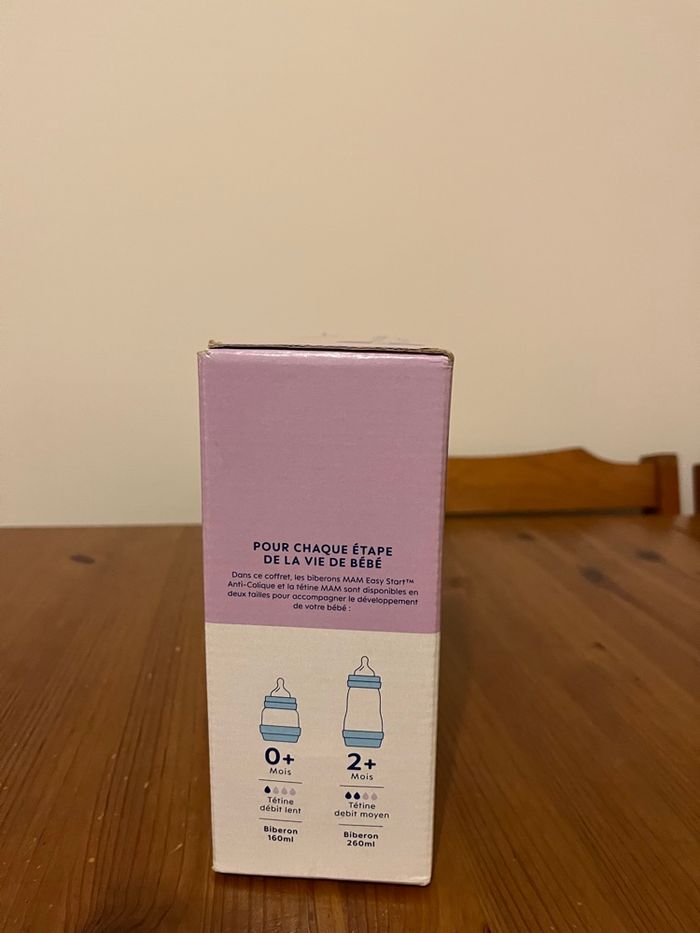 POUR CHAQUE ÉTAPE
DE LA VIE DE BÉBÉ
Dans ce coffret, les biberons MAM Easy Start™
Anti-Colique et la tétine MAM sont disponibles en
deux tailles pour accompagner le développement
de votre bébé :
0+
Mois
Tétine
débit lent
Biberon
160ml
2+
Mois
Tétine
debit moyen
Biberon
260ml